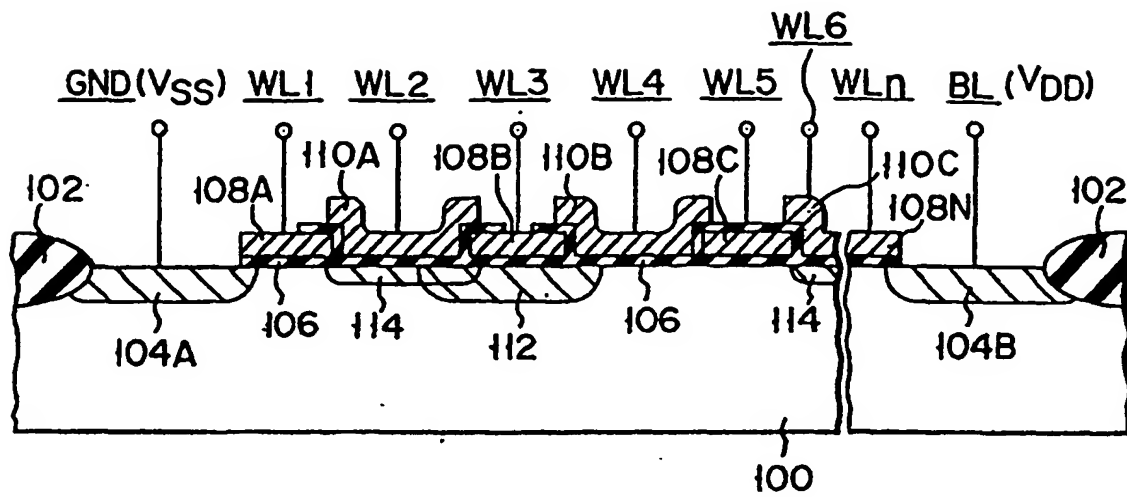 WL6
GND (VSS) WL1 WL2 WL3 WL4 WL5 WLn BL (VDD)
102 108A 110A 108B 110B 108C 110C 108N 102
104A 106 114 112 106 114 104B
100